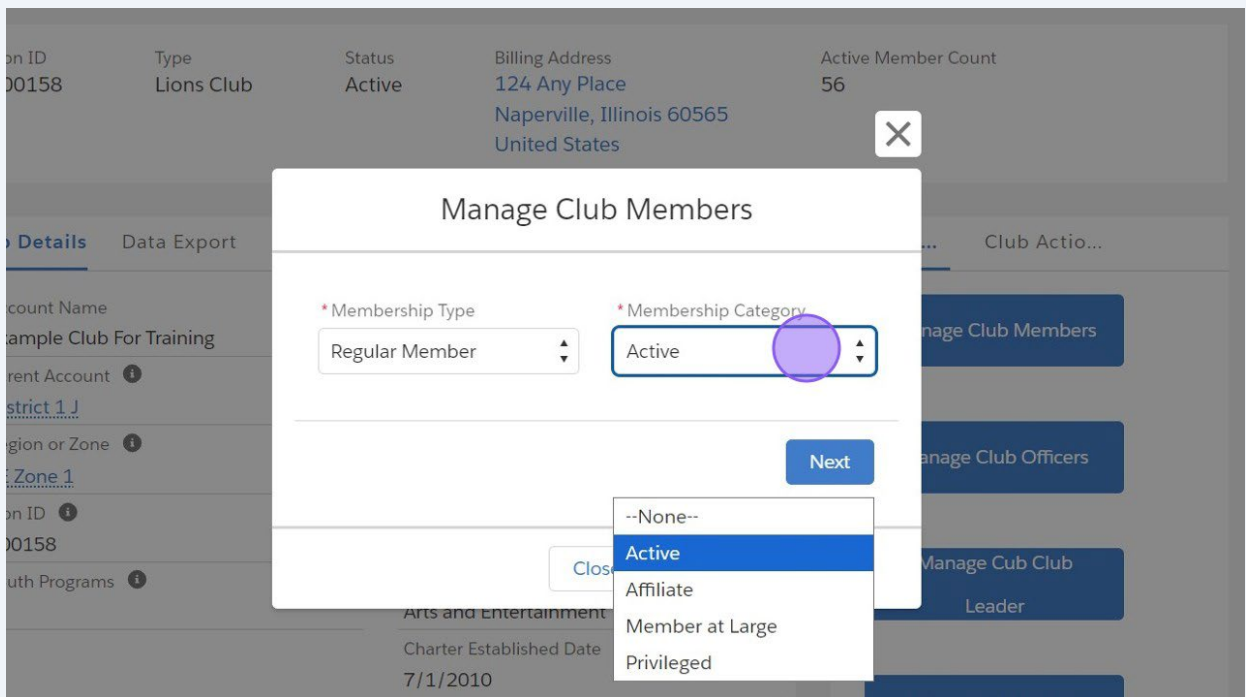 on ID
00158
Type
Lions Club
Status
Active
Billing Address
124 Any Place
Naperville, Illinois 60565
United States
Active Member Count
56
Details
Data Export
... Club Actio...
Manage Club Members
* Membership Type
Regular Member
* Membership Category
Active
Next
--None--
Active
Affiliate
Member at Large
Privileged
Clos
count Name
ample Club For Training
rent Account
strict 1 J
gion or Zone
Zone 1
on ID
00158
uth Programs
Arts and Entertainment
Charter Established Date
7/1/2010
nage Club Members
anage Club Officers
Manage Cub Club
Leader